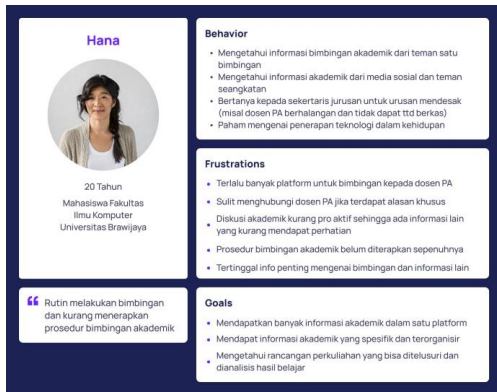 Hana
20 Tahun
Mahasiswa Fakultas
Ilmu Komputer
Universitas Brawijaya
❝ Rutin melakukan bimbingan
dan kurang menerapkan
prosedur bimbingan akademik
Behavior
• Mengetahui informasi bimbingan akademik dari teman satu
bimbingan
• Mengetahui informasi akademik dari media sosial dan teman
seangkatan
• Bertanya kepada sekertaris jurusan untuk urusan mendesak
(misal dosen PA berhalangan dan tidak dapat ttd berkas)
• Paham mengenai penerapan teknologi dalam kehidupan
Frustrations
• Terlalu banyak platform untuk bimbingan kepada dosen PA
• Sulit menghubungi dosen PA jika terdapat alasan khusus
• Diskusi akademik kurang pro aktif sehingga ada informasi lain
yang kurang mendapat perhatian
• Prosedur bimbingan akademik belum diterapkan sepenuhnya
• Tertinggal info penting mengenai bimbingan dan informasi lain
Goals
• Mendapatkan banyak informasi akademik dalam satu platform
• Mendapat informasi akademik yang spesifik dan terorganisir
• Mengetahui rancangan perkuliahan yang bisa ditelusuri dan
dianalisis hasil belajar